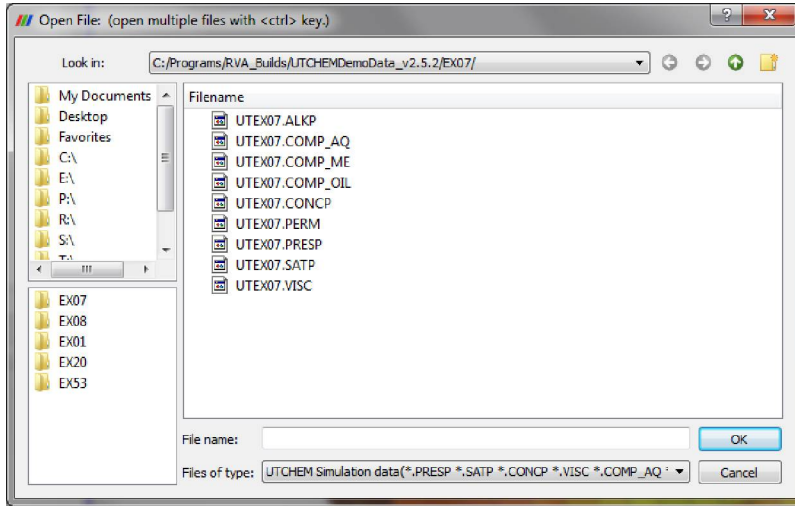 Open File: (open multiple files with <ctrl> key.)
Look in:
C:/Programs/RVA_Builds/UTCHEMDemoData_v2.5.2/EX07/
My Documents
Desktop
Favorites
C:\
E:\
P:\
R:\
S:\
T:\
EX07
EX08
EX01
EX20
EX53
Filename
UTEX07.ALKP
UTEX07.COMP_AQ
UTEX07.COMP_ME
UTEX07.COMP_OIL
UTEX07.CONCP
UTEX07.PERM
UTEX07.PRESP
UTEX07.SATP
UTEX07.VISC
File name:
OK
Files of type:
UTCHEM Simulation data(*.PRESP *.SATP *.CONCP *.VISC *.COMP_AQ *
Cancel